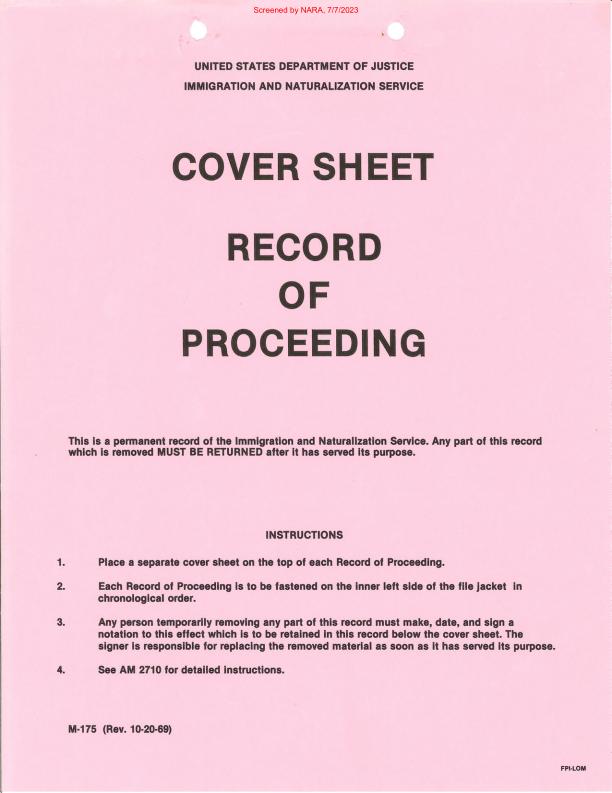 Screened by NARA, 7/7/2023
UNITED STATES DEPARTMENT OF JUSTICE
IMMIGRATION AND NATURALIZATION SERVICE
COVER SHEET
RECORD
OF
PROCEEDING
This is a permanent record of the Immigration and Naturalization Service. Any part of this record
which is removed MUST BE RETURNED after it has served its purpose.
INSTRUCTIONS
1. Place a separate cover sheet on the top of each Record of Proceeding.
2. Each Record of Proceeding is to be fastened on the inner left side of the file jacket in
chronological order.
3. Any person temporarily removing any part of this record must make, date, and sign a
notation to this effect which is to be retained in this record below the cover sheet. The
signer is responsible for replacing the removed material as soon as it has served its purpose.
4. See AM 2710 for detailed instructions.
M-175 (Rev. 10-20-69)
FPI-LOM